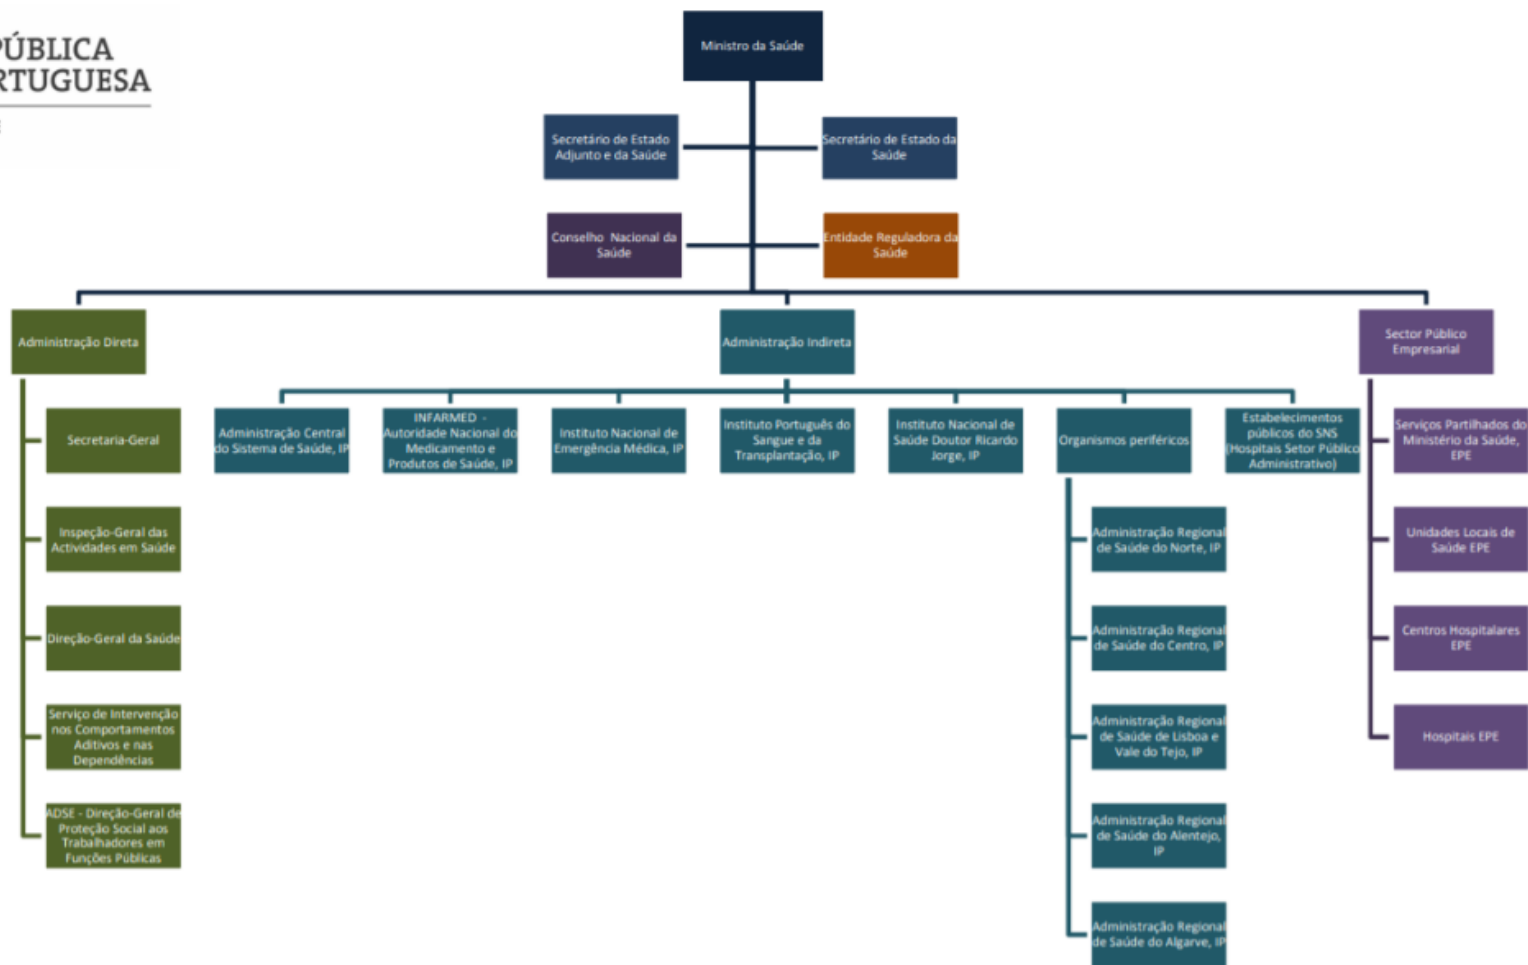 PÚBLICA
RTUGUESA
Ministro da Saúde
Secretário de Estado
Adjunto e da Saúde
Secretário de Estado da
Saúde
Conselho Nacional da
Saúde
Entidade Reguladora da
Saúde
Administração Direta
Administração Indireta
Sector Público
Empresarial
Secretaria-Geral
Inspeção-Geral das
Actividades em Saúde
Direção-Geral da Saúde
Serviço de Intervenção
nos Comportamentos
Aditivos e nas
Dependências
ADSE - Direção-Geral de
Proteção Social aos
Trabalhadores em
Funções Públicas
Administração Central
do Sistema de Saúde, IP
INFARMED -
Autoridade Nacional do
Medicamento e
Produtos de Saúde, IP
Instituto Nacional de
Emergência Médica, IP
Instituto Português do
Sangue e da
Transplantação, IP
Instituto Nacional de
Saúde Doutor Ricardo
Jorge, IP
Organismos periféricos
Estabelecimentos
públicos do SNS
(Hospitais Setor Público
Administrativo)
Administração Regional
de Saúde do Norte, IP
Administração Regional
de Saúde do Centro, IP
Administração Regional
de Saúde de Lisboa e
Vale do Tejo, IP
Administração Regional
de Saúde do Alentejo,
IP
Administração Regional
de Saúde do Algarve, IP
Serviços Partilhados do
Ministério da Saúde,
EPE
Unidades Locais de
Saúde EPE
Centros Hospitalares
EPE
Hospitais EPE